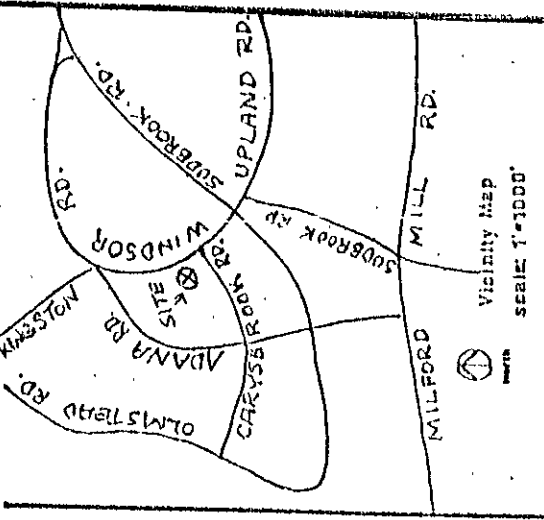 KINGSTON
OLMSTEAD
RD.
ADANA RD.
SITE
WINDSOR
RD.
SUDBROOK RD.
UPLAND RD.
CARYSBROOK RD.
SUDBROOK RD
MILFORD MILL RD.
north
Vicinity Map
scale: 1"=1000'